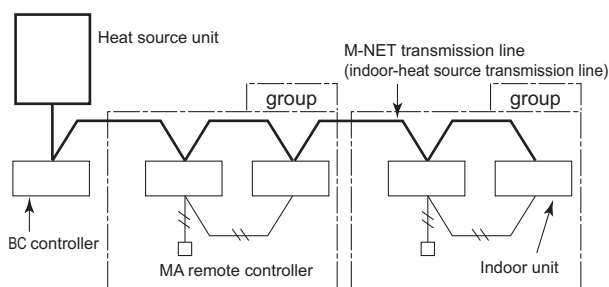 Heat source unit
M-NET transmission line
(indoor-heat source transmission line)
group
group
BC controller
MA remote controller
Indoor unit